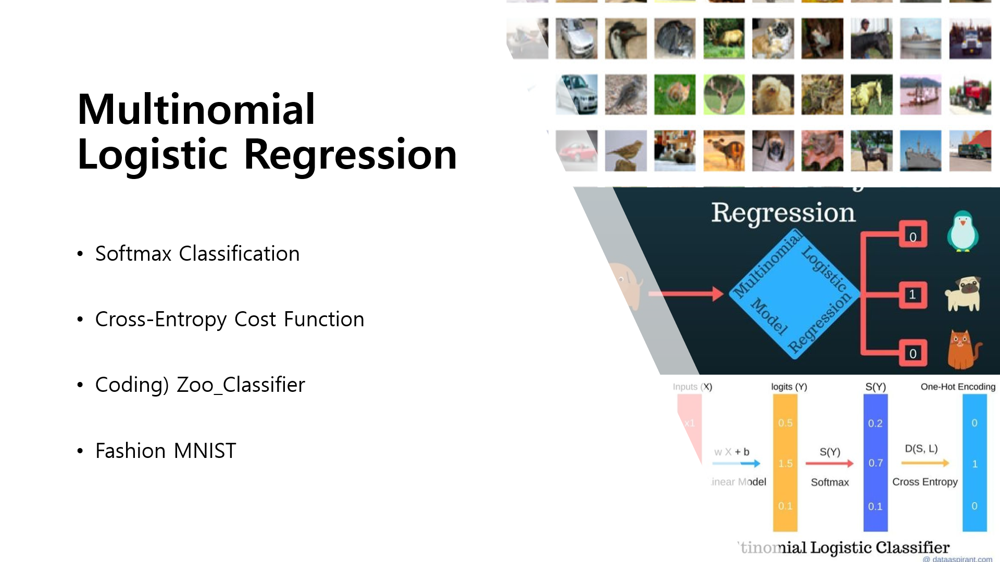 Multinomial
Logistic Regression
• Softmax Classification
• Cross-Entropy Cost Function
• Coding) Zoo_Classifier
• Fashion MNIST
Regression
Multinomial
Logistic
Model
Regression
0
1
0
Inputs (X)
logits (Y)
S(Y)
One-Hot Encoding
x1
0.5
0.2
0
w X + b
S(Y)
D(S, L)
1.5
0.7
1
inear Model
Softmax
Cross Entropy
0.1
0.1
0
tinomial Logistic Classifier
@ dataaspirant.com